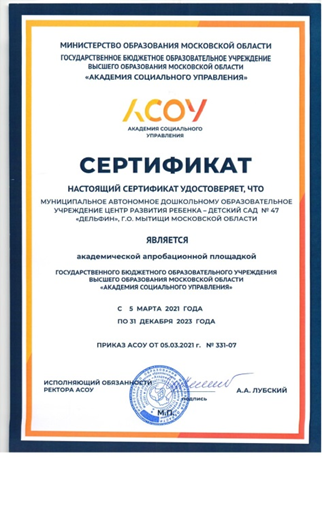 МИНИСТЕРСТВО ОБРАЗОВАНИЯ МОСКОВСКОЙ ОБЛАСТИ
ГОСУДАРСТВЕННОЕ БЮДЖЕТНОЕ ОБРАЗОВАТЕЛЬНОЕ УЧРЕЖДЕНИЕ
ВЫСШЕГО ОБРАЗОВАНИЯ МОСКОВСКОЙ ОБЛАСТИ
«АКАДЕМИЯ СОЦИАЛЬНОГО УПРАВЛЕНИЯ»
АСОУ
АКАДЕМИЯ СОЦИАЛЬНОГО
УПРАВЛЕНИЯ
СЕРТИФИКАТ
НАСТОЯЩИЙ СЕРТИФИКАТ УДОСТОВЕРЯЕТ, ЧТО
МУНИЦИПАЛЬНОЕ АВТОНОМНОЕ ДОШКОЛЬНОМУ ОБРАЗОВАТЕЛЬНОЕ
УЧРЕЖДЕНИЕ ЦЕНТР РАЗВИТИЯ РЕБЕНКА – ДЕТСКИЙ САД № 47
«ДЕЛЬФИН», Г.О. МЫТИЩИ МОСКОВСКОЙ ОБЛАСТИ
ЯВЛЯЕТСЯ
академической апробационной площадкой
ГОСУДАРСТВЕННОГО БЮДЖЕТНОГО ОБРАЗОВАТЕЛЬНОГО УЧРЕЖДЕНИЯ
ВЫСШЕГО ОБРАЗОВАНИЯ МОСКОВСКОЙ ОБЛАСТИ
«АКАДЕМИЯ СОЦИАЛЬНОГО УПРАВЛЕНИЯ»
С 5 МАРТА 2021 ГОДА
ПО 31 ДЕКАБРЯ 2023 ГОДА
ПРИКАЗ АСОУ ОТ 05.03.2021 г. № 331-07
ИСПОЛНЯЮЩИЙ ОБЯЗАННОСТИ
РЕКТОРА АСОУ
подпись
А.А. ЛУБСКИЙ
М.П.